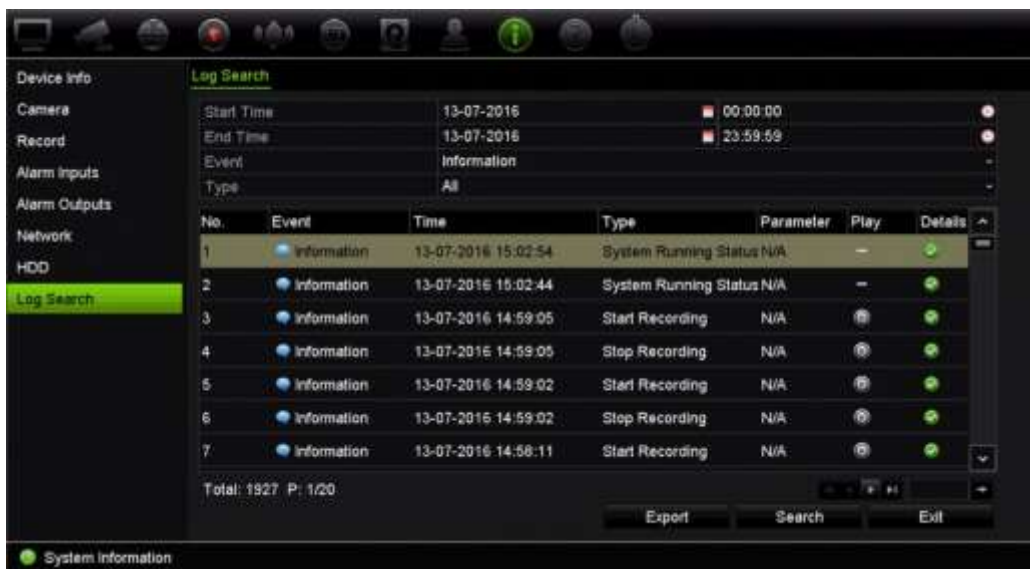 Device Info
Camera
Record
Alarm Inputs
Alarm Outputs
Network
HDD
Log Search
Log Search
Start Time 13-07-2016 00:00:00
End Time 13-07-2016 23:59:59
Event Information
Type All
No. Event Time Type Parameter Play Details
1 Information 13-07-2016 15:02:54 System Running Status N/A
2 Information 13-07-2016 15:02:44 System Running Status N/A
3 Information 13-07-2016 14:59:05 Start Recording N/A
4 Information 13-07-2016 14:59:05 Stop Recording N/A
5 Information 13-07-2016 14:59:02 Start Recording N/A
6 Information 13-07-2016 14:59:02 Stop Recording N/A
7 Information 13-07-2016 14:58:11 Start Recording N/A
Total: 1927 P: 1/20
Export Search Exit
System Information